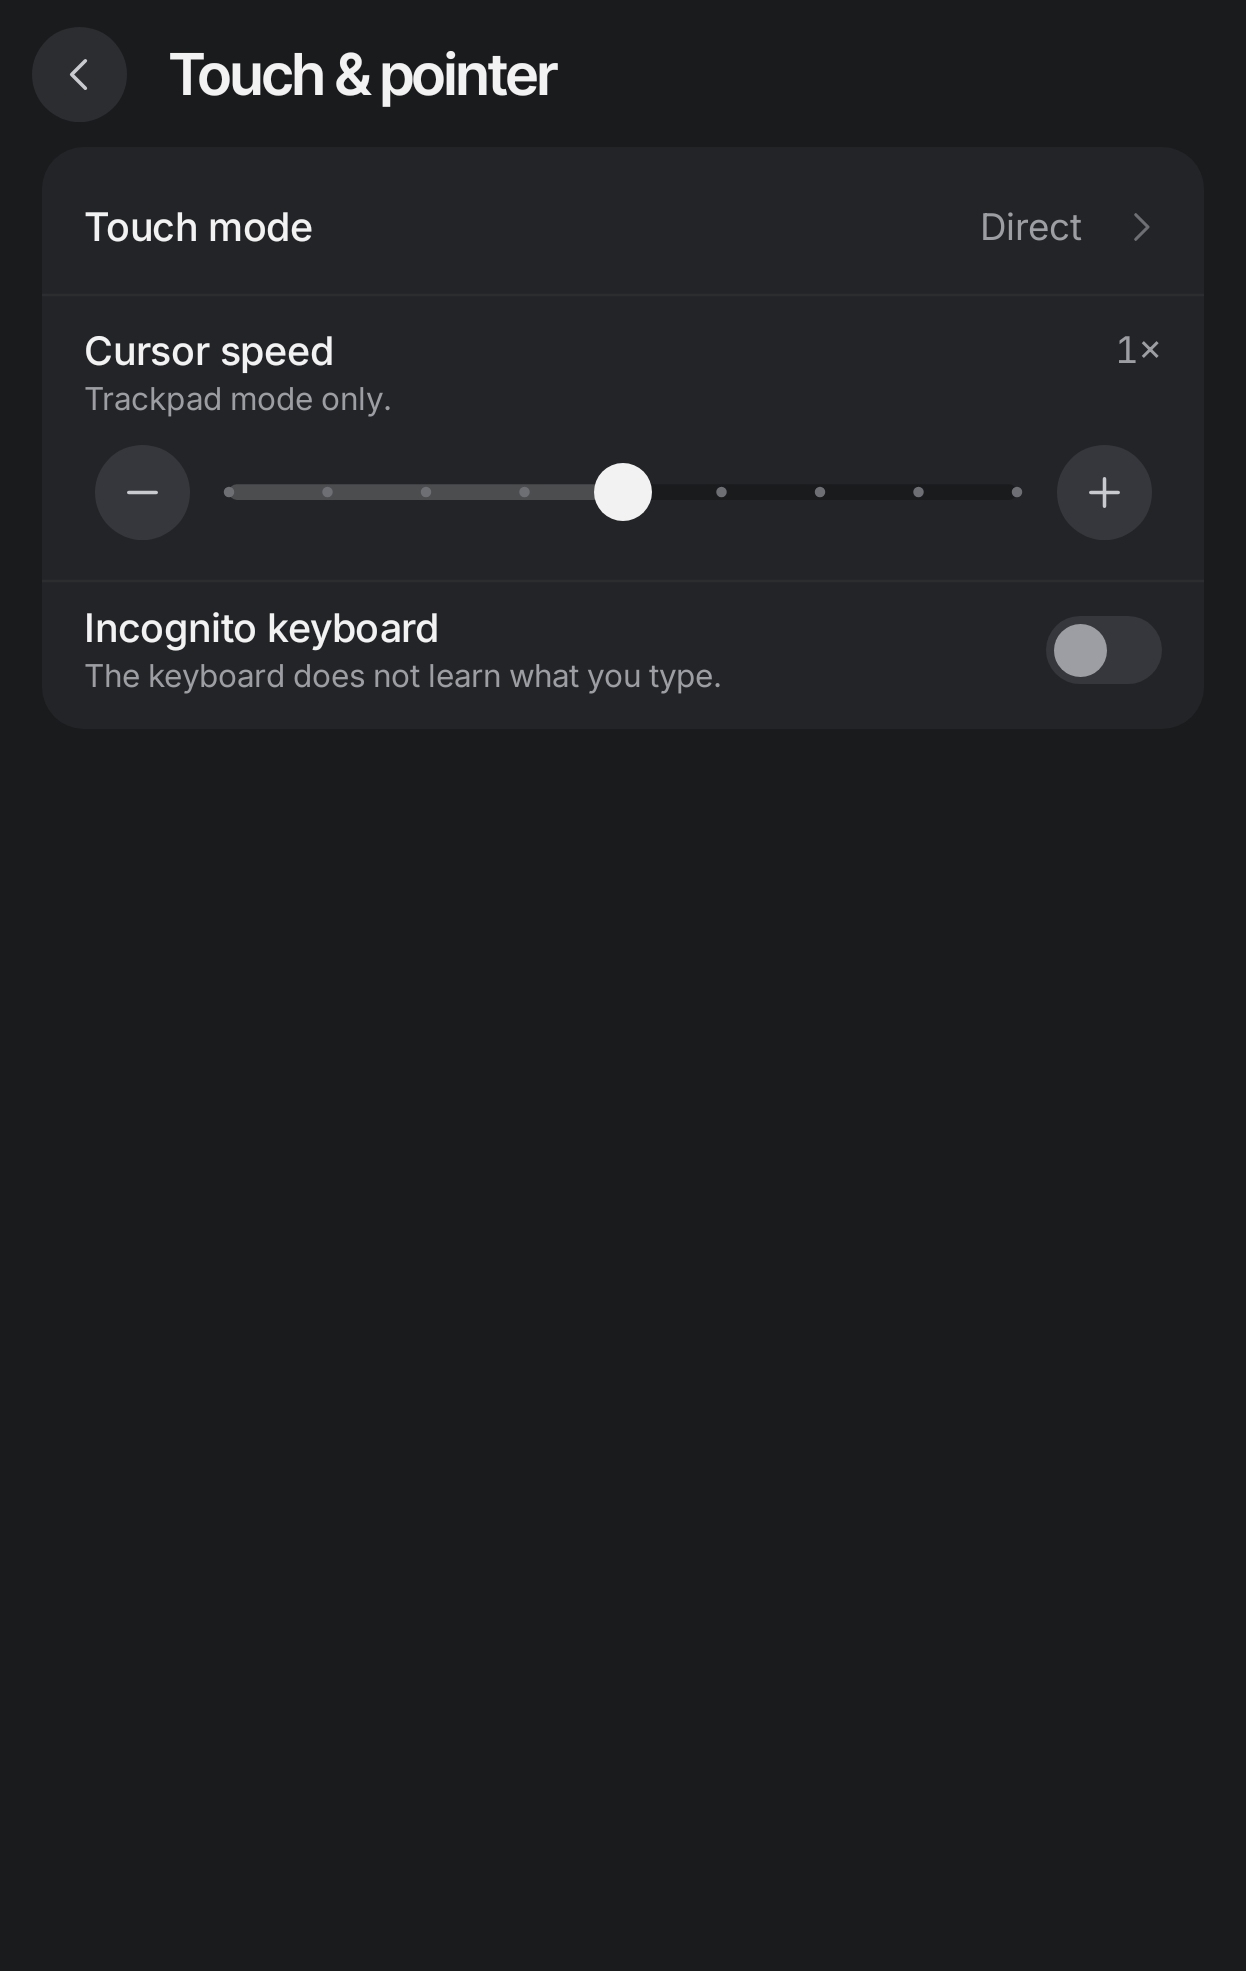 Touch & pointer
Touch mode
Direct
Cursor speed
1×
Trackpad mode only.
Incognito keyboard
The keyboard does not learn what you type.